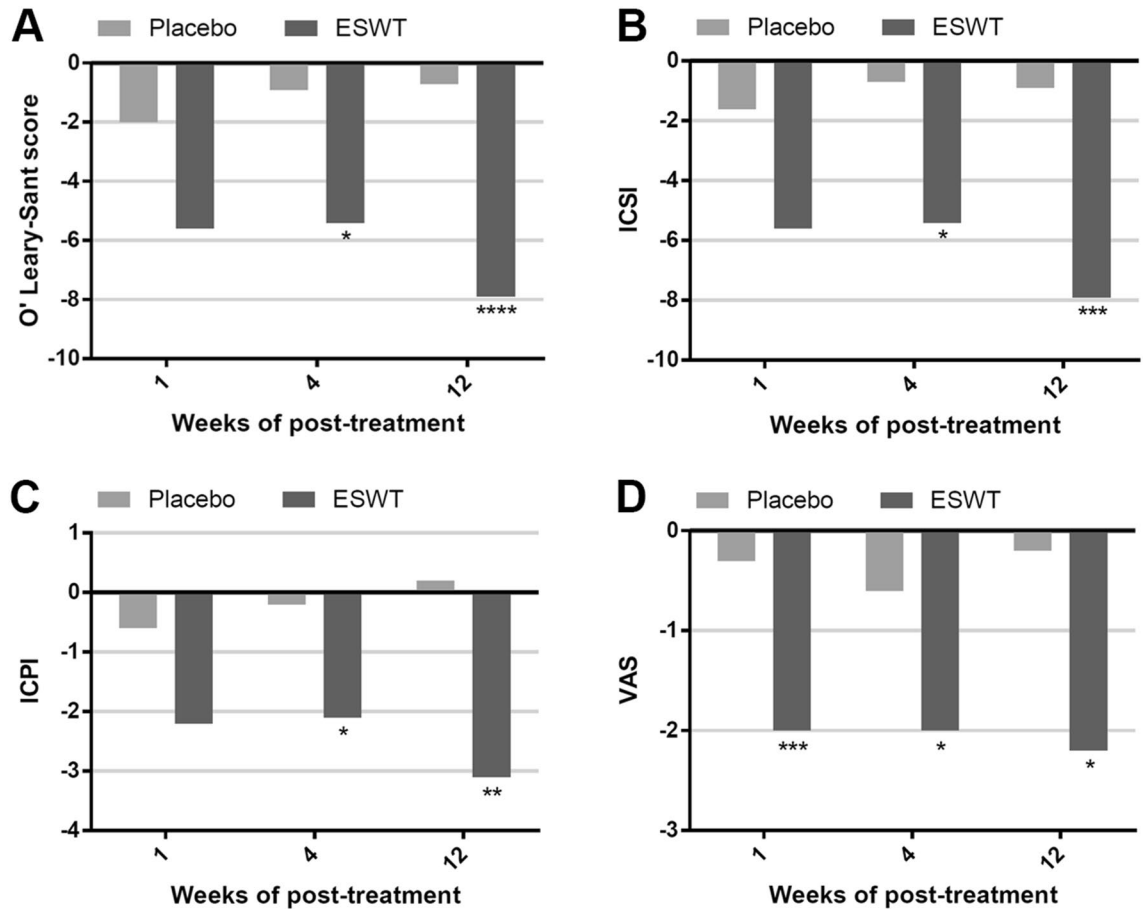 A
Placebo ESWT
O' Leary-Sant score
0
-2
-4
-6
-8
-10
*
****
1 4 12
Weeks of post-treatment
B
Placebo ESWT
ICSI
0
-2
-4
-6
-8
-10
*
***
1 4 12
Weeks of post-treatment
C
Placebo ESWT
ICPI
1
0
-1
-2
-3
-4
*
**
1 4 12
Weeks of post-treatment
D
Placebo ESWT
VAS
0
-1
-2
-3
*** * *
1 4 12
Weeks of post-treatment